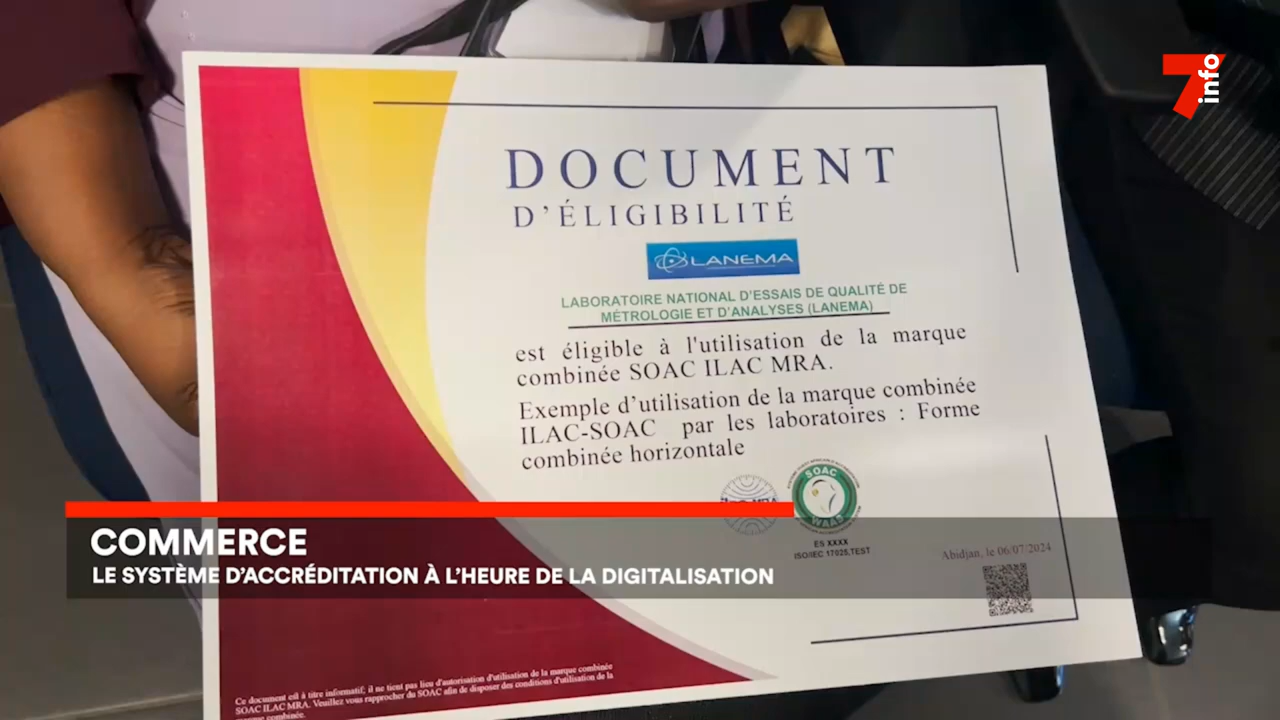 7info
DOCUMENT
D'ÉLIGIBILITÉ
LANEMA
LABORATOIRE NATIONAL D'ESSAIS DE QUALITÉ DE
MÉTROLOGIE ET D'ANALYSES (LANEMA)
est éligible à l'utilisation de la marque
combinée SOAC ILAC MRA.
Exemple d'utilisation de la marque combinée
ILAC-SOAC par les laboratoires : Forme
combinée horizontale
SOAC
WAAS
ES XXXX
ISO/IEC 17025,TEST
Abidjan, le 06/07/2024
COMMERCE
LE SYSTÈME D'ACCRÉDITATION À L'HEURE DE LA DIGITALISATION
Ce document est à titre informatif; il ne tient pas lieu d'autorisation d'utilisation de la marque combinée
SOAC ILAC MRA. Veuillez vous rapprocher du SOAC afin de disposer des conditions d'utilisation de la
marque combinée.